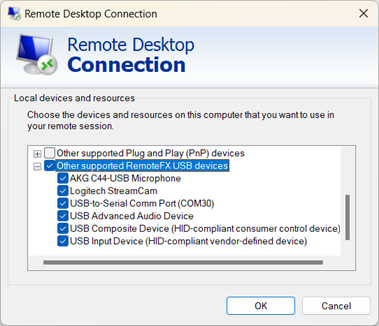 Remote Desktop Connection
Remote Desktop
Connection
Local devices and resources
Choose the devices and resources on this computer that you want to use in
your remote session.
Other supported Plug and Play (PnP) devices
Other supported RemoteFX USB devices
AKG C44-USB Microphone
Logitech StreamCam
USB-to-Serial Comm Port (COM30)
USB Advanced Audio Device
USB Composite Device (HID-compliant consumer control device)
USB Input Device (HID-compliant vendor-defined device)
OK
Cancel